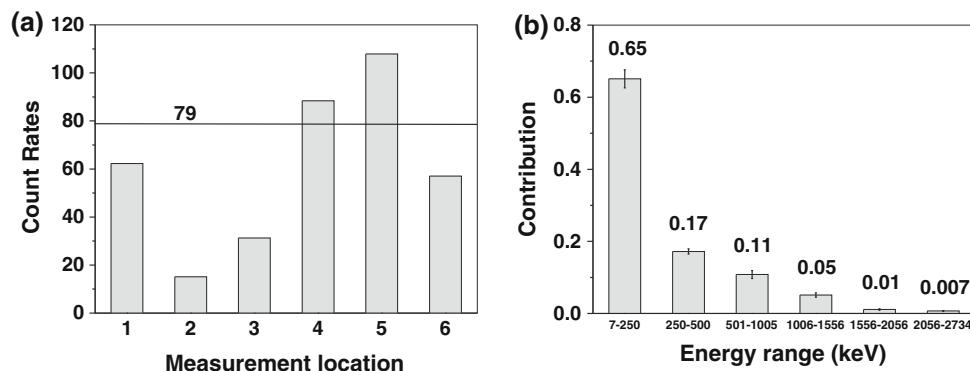 (a)
120
100
80
60
40
20
0
Count Rates
79
1 2 3 4 5 6
Measurement location
(b)
0.8
0.6
0.4
0.2
0.0
Contribution
0.65
0.17
0.11
0.05
0.01
0.007
7-250 250-500 501-1005 1006-1556 1556-2056 2056-2734
Energy range (keV)